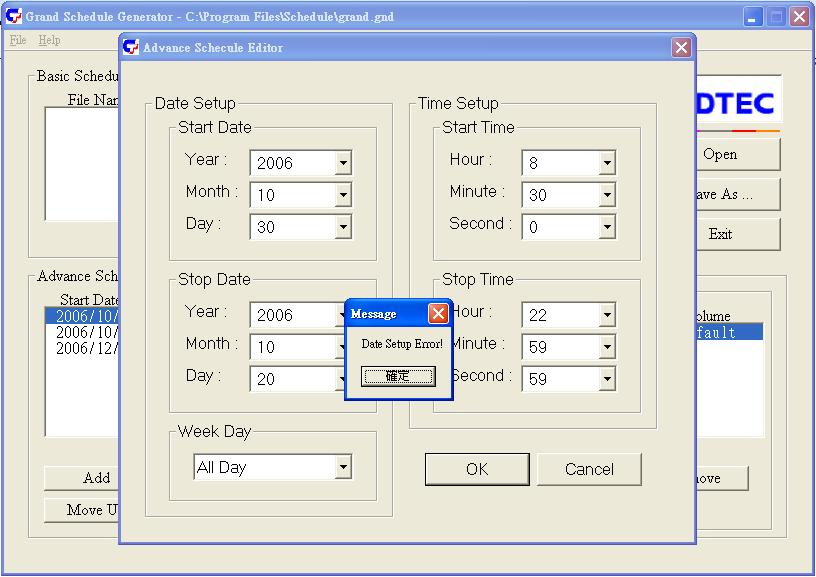 Grand Schedule Generator - C:\Program Files\Schedule\grand.gnd
File Help
Advance Schecule Editor
Basic Schedu
File Nam
DTEC
Open
ave As ...
Exit
Date Setup
Start Date
Year : 2006
Month : 10
Day : 30
Time Setup
Start Time
Hour : 8
Minute : 30
Second : 0
Stop Date
Year : 2006
Month : 10
Day : 20
Stop Time
Hour : 22
Minute : 59
Second : 59
Message
Date Setup Error!
確定
Week Day
All Day
OK
Cancel
Advance Sch
Start Date
2006/10/
2006/10/
2006/12/
olume
fault
Add
Move U
ove